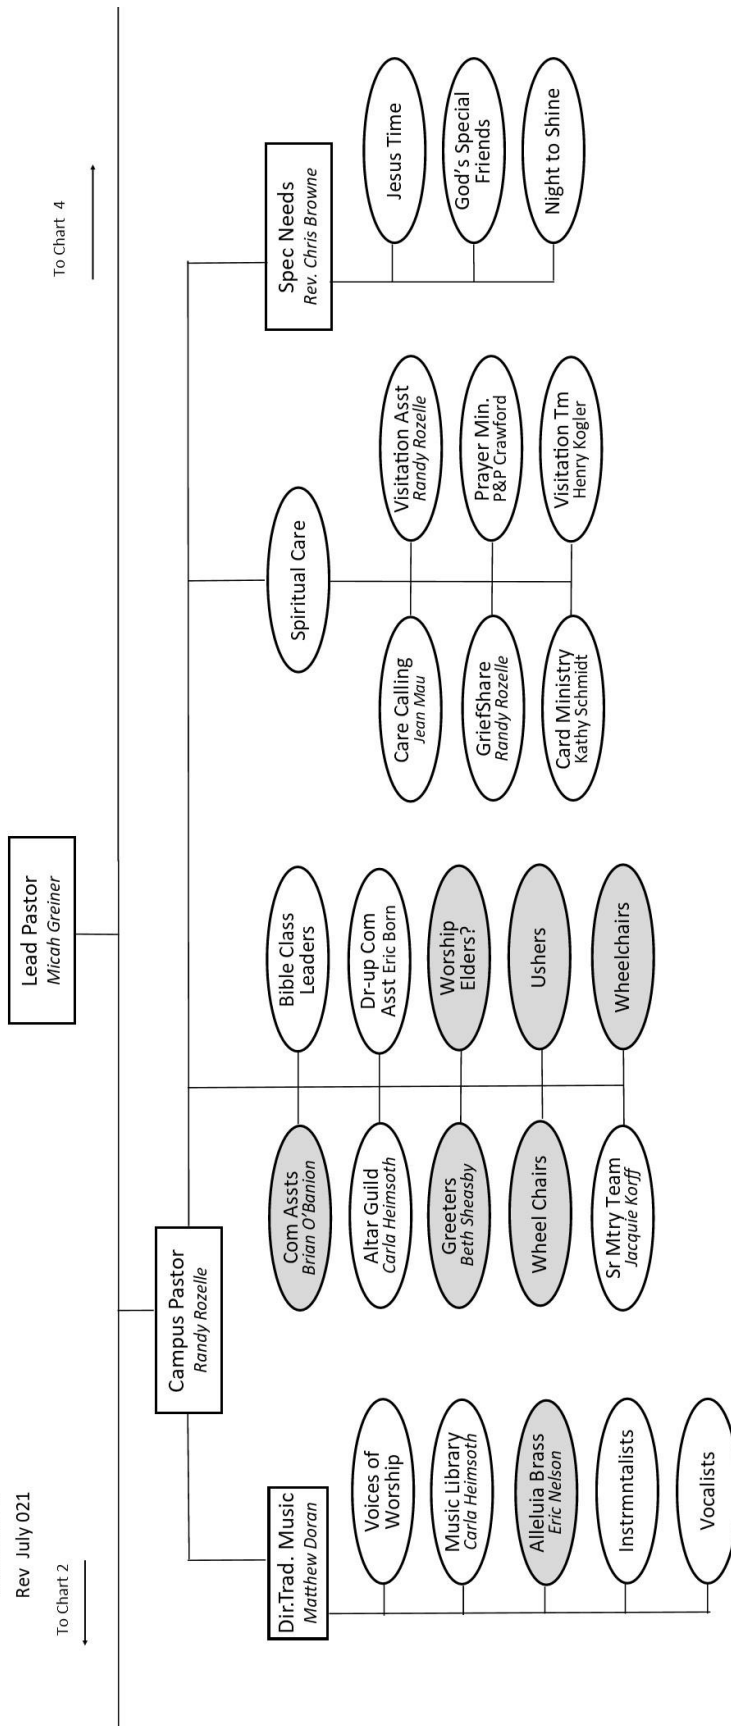 Rev July 021
To Chart 2
To Chart 4
Lead Pastor
Micah Greiner
Campus Pastor
Randy Rozelle
Dir.Trad. Music
Matthew Doran
Voices of
Worship
Music Library
Carla Heimsoth
Alleluia Brass
Eric Nelson
Instrmntalists
Vocalists
Com Assts
Brian O'Banion
Bible Class
Leaders
Altar Guild
Carla Heimsoth
Dr-up Com
Asst Eric Born
Greeters
Beth Sheasby
Worship
Elders?
Wheel Chairs
Ushers
Sr Mtry Team
Jacquie Korff
Wheelchairs
Spiritual Care
Care Calling
Jean Mau
Visitation Asst
Randy Rozelle
GriefShare
Randy Rozelle
Prayer Min.
P&P Crawford
Card Ministry
Kathy Schmidt
Visitation Tm
Henry Kogler
Spec Needs
Rev. Chris Browne
Jesus Time
God's Special
Friends
Night to Shine